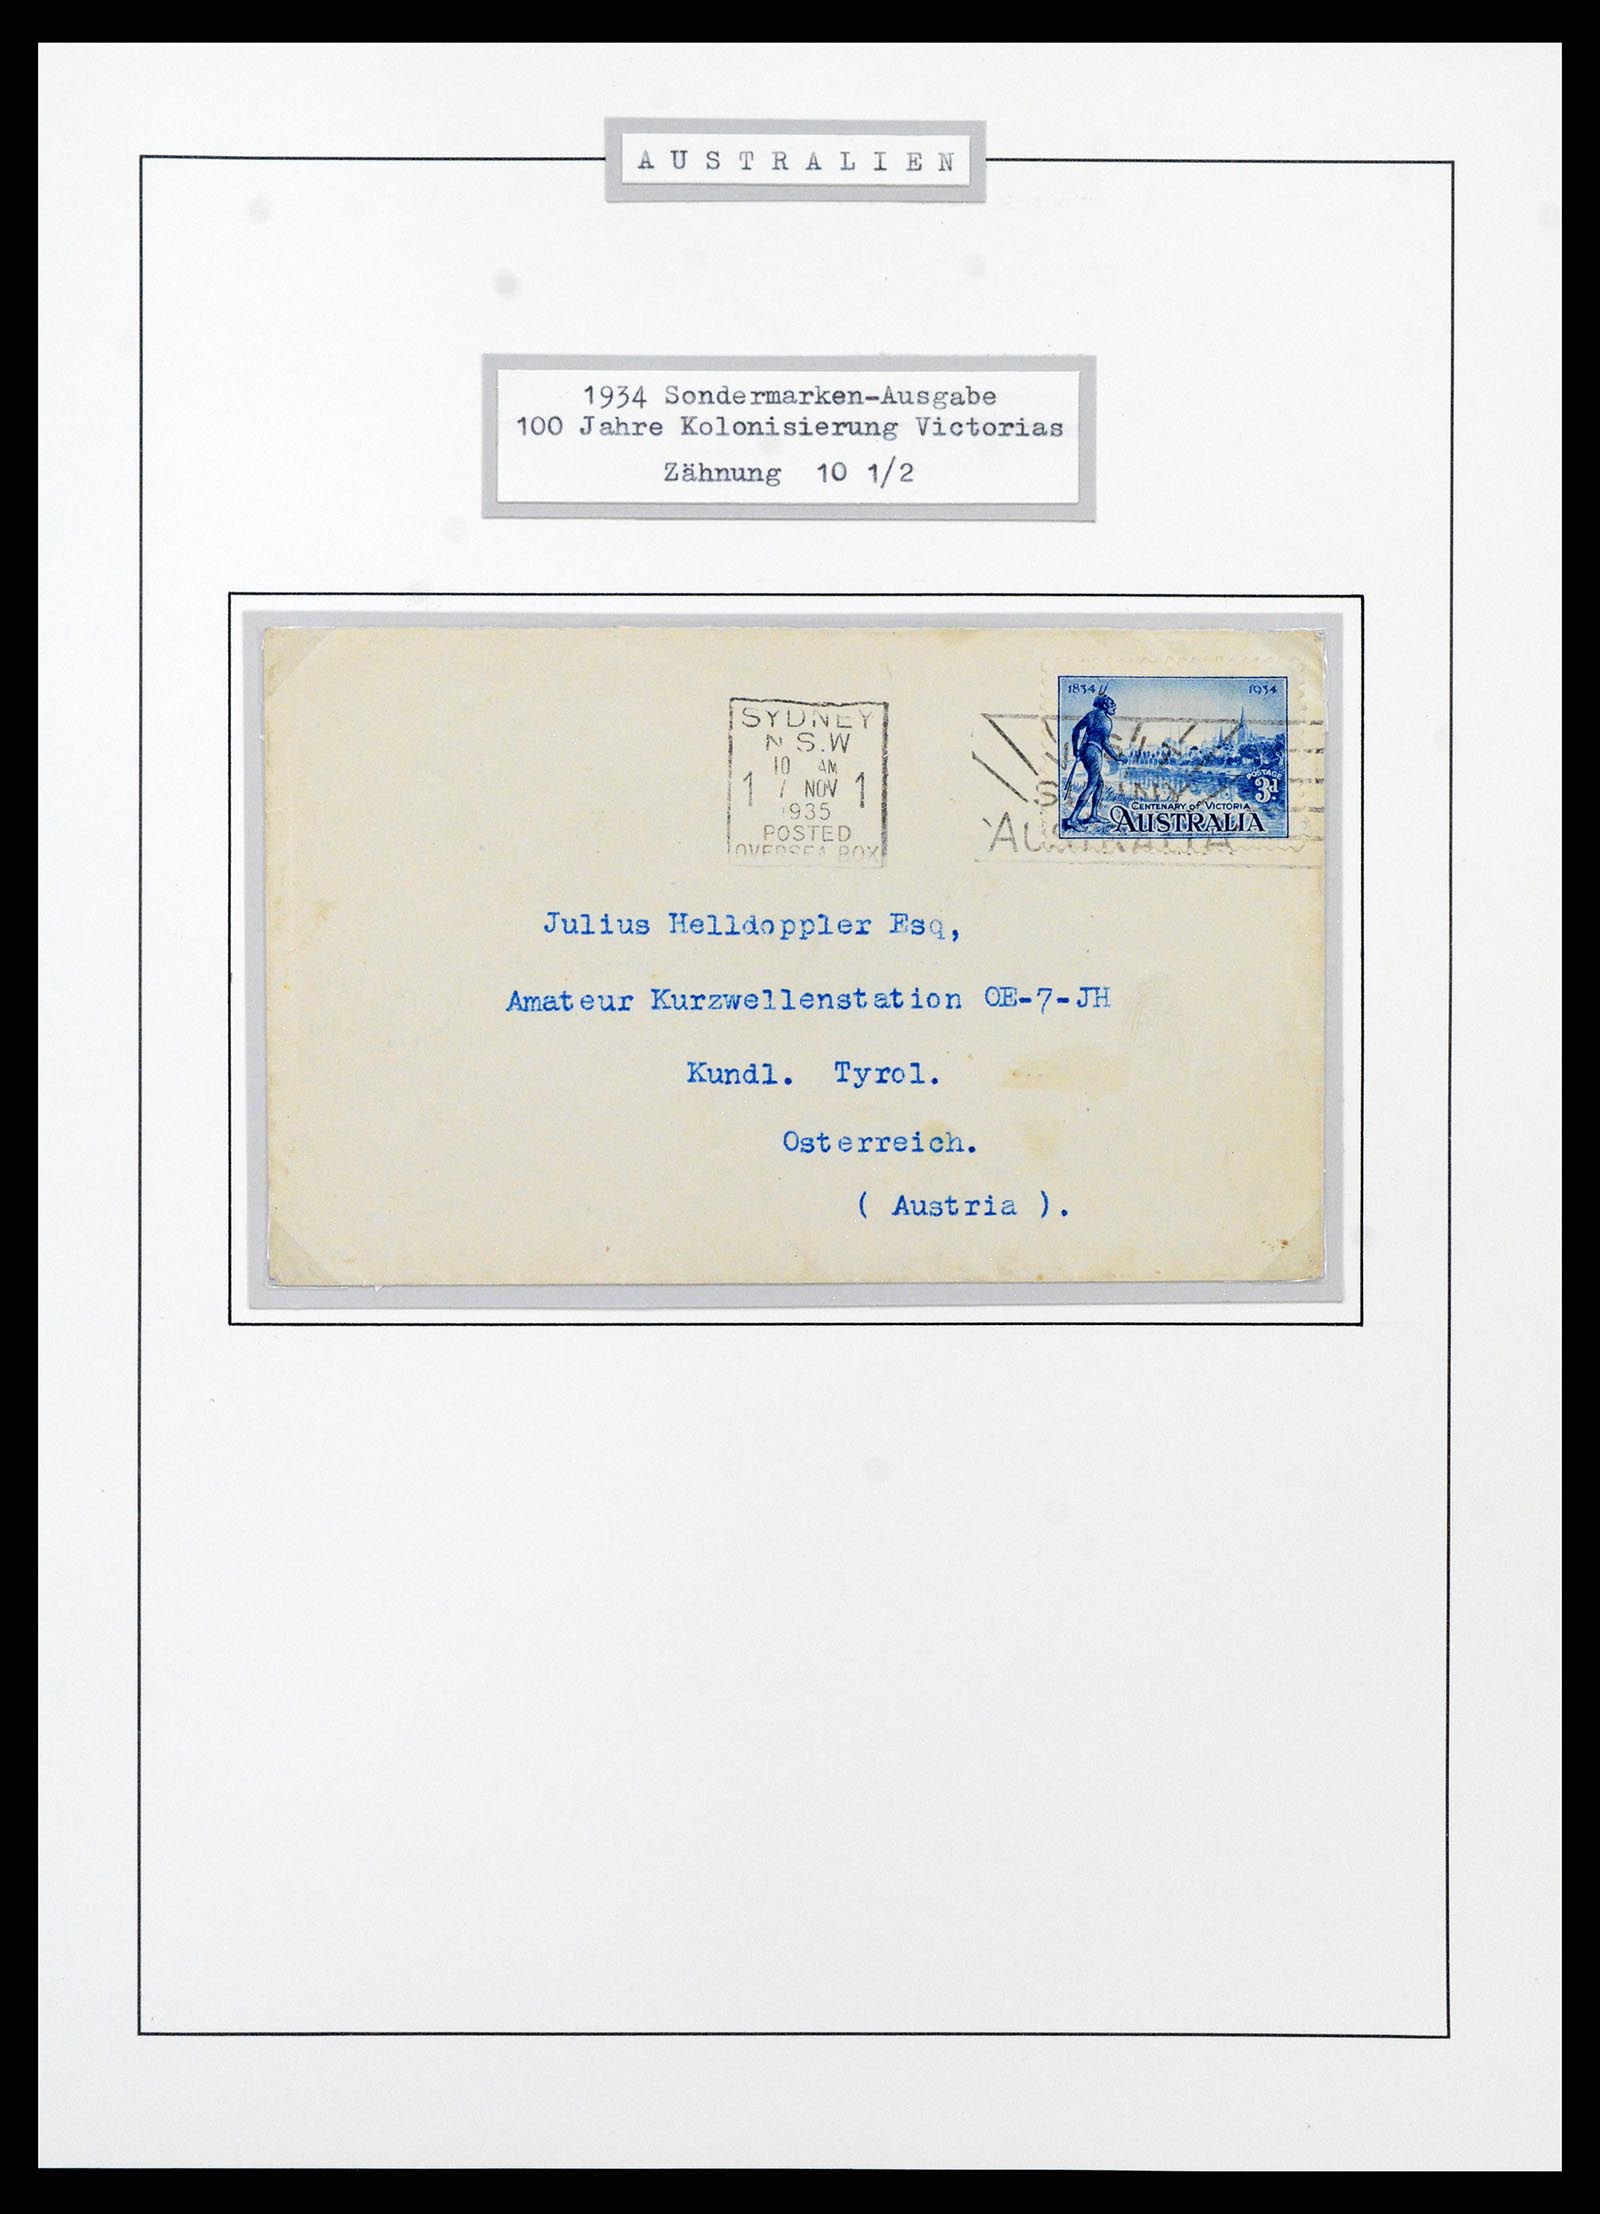 AUSTRALIEN
1934 Sondermarken-Ausgabe
100 Jahre Kolonisierung Victorias
Zähnung 10 1/2
SYDNEY
N.S.W
10 AM
1 7 NOV 1
1935
POSTED
OVERSEA BOX
1834 1934
POSTAGE
3d
CENTENARY of VICTORIA
AUSTRALIA
AUSTRALIA
Julius Helldoppler Esq,
Amateur Kurzwellenstation OE-7-JH
Kundl. Tyrol.
Osterreich.
( Austria ).